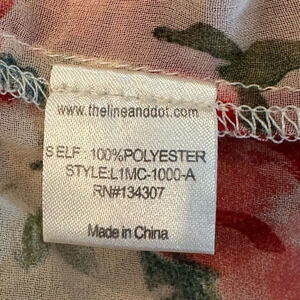 www.thelineanddot.com
SELF : 100%POLYESTER
STYLE:L1MC-1000-A
RN#134307
Made in China